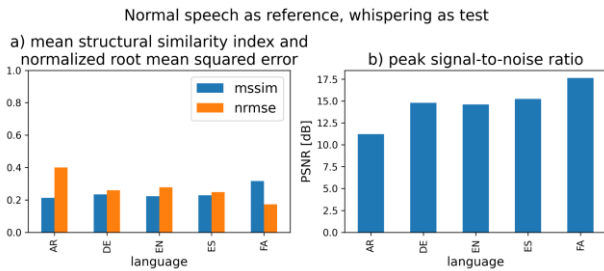 Normal speech as reference, whispering as test
a) mean structural similarity index and
normalized root mean squared error
1.0
0.8
0.6
0.4
0.2
0.0
mssim
nrmse
AR
DE
EN
ES
FA
language
b) peak signal-to-noise ratio
PSNR [dB]
17.5
15.0
12.5
10.0
7.5
5.0
2.5
0.0
AR
DE
EN
ES
FA
language